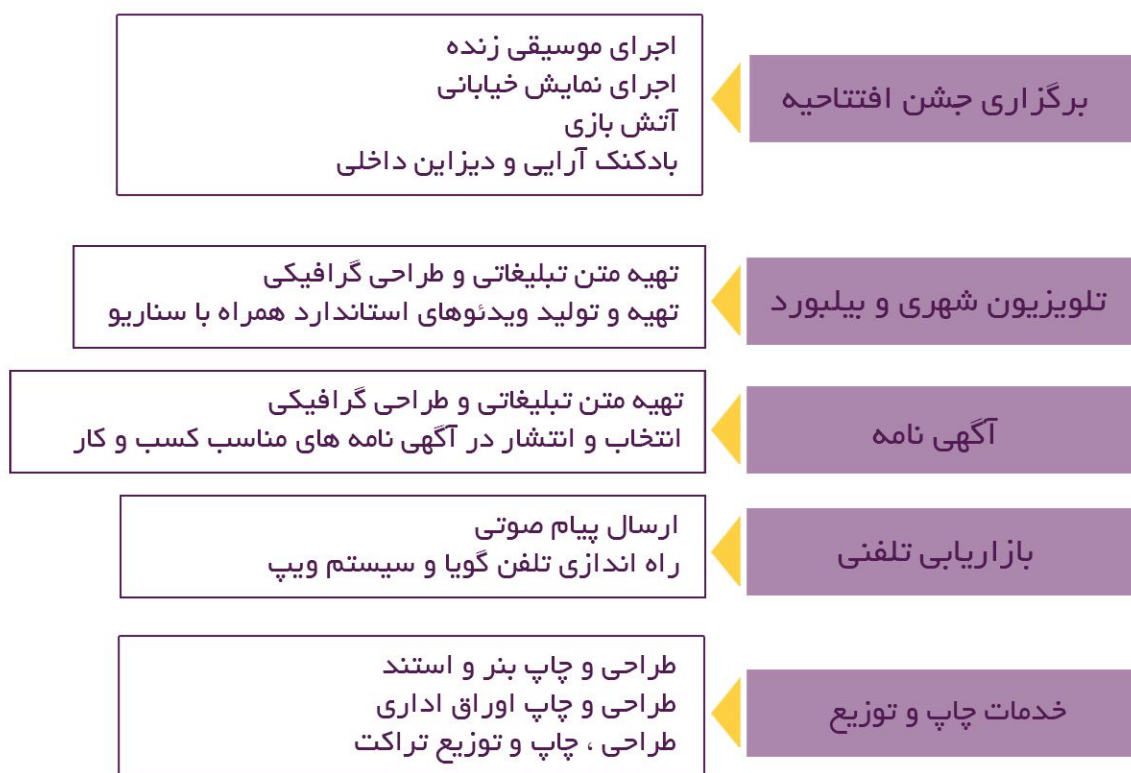 برگزاری جشن افتتاحیه
اجرای موسیقی زنده
اجرای نمایش خیابانی
آتش بازی
بادکنک آرایی و دیزاین داخلی
تلویزیون شهری و بیلبورد
تهیه متن تبلیغاتی و طراحی گرافیکی
تهیه و تولید ویدئوهای استاندارد همراه با سناریو
آگهی نامه
تهیه متن تبلیغاتی و طراحی گرافیکی
انتخاب و انتشار در آگهی نامه های مناسب کسب و کار
بازاریابی تلفنی
ارسال پیام صوتی
راه اندازی تلفن گویا و سیستم ویپ
خدمات چاپ و توزیع
طراحی و چاپ بنر و استند
طراحی و چاپ اوراق اداری
طراحی ، چاپ و توزیع تراکت